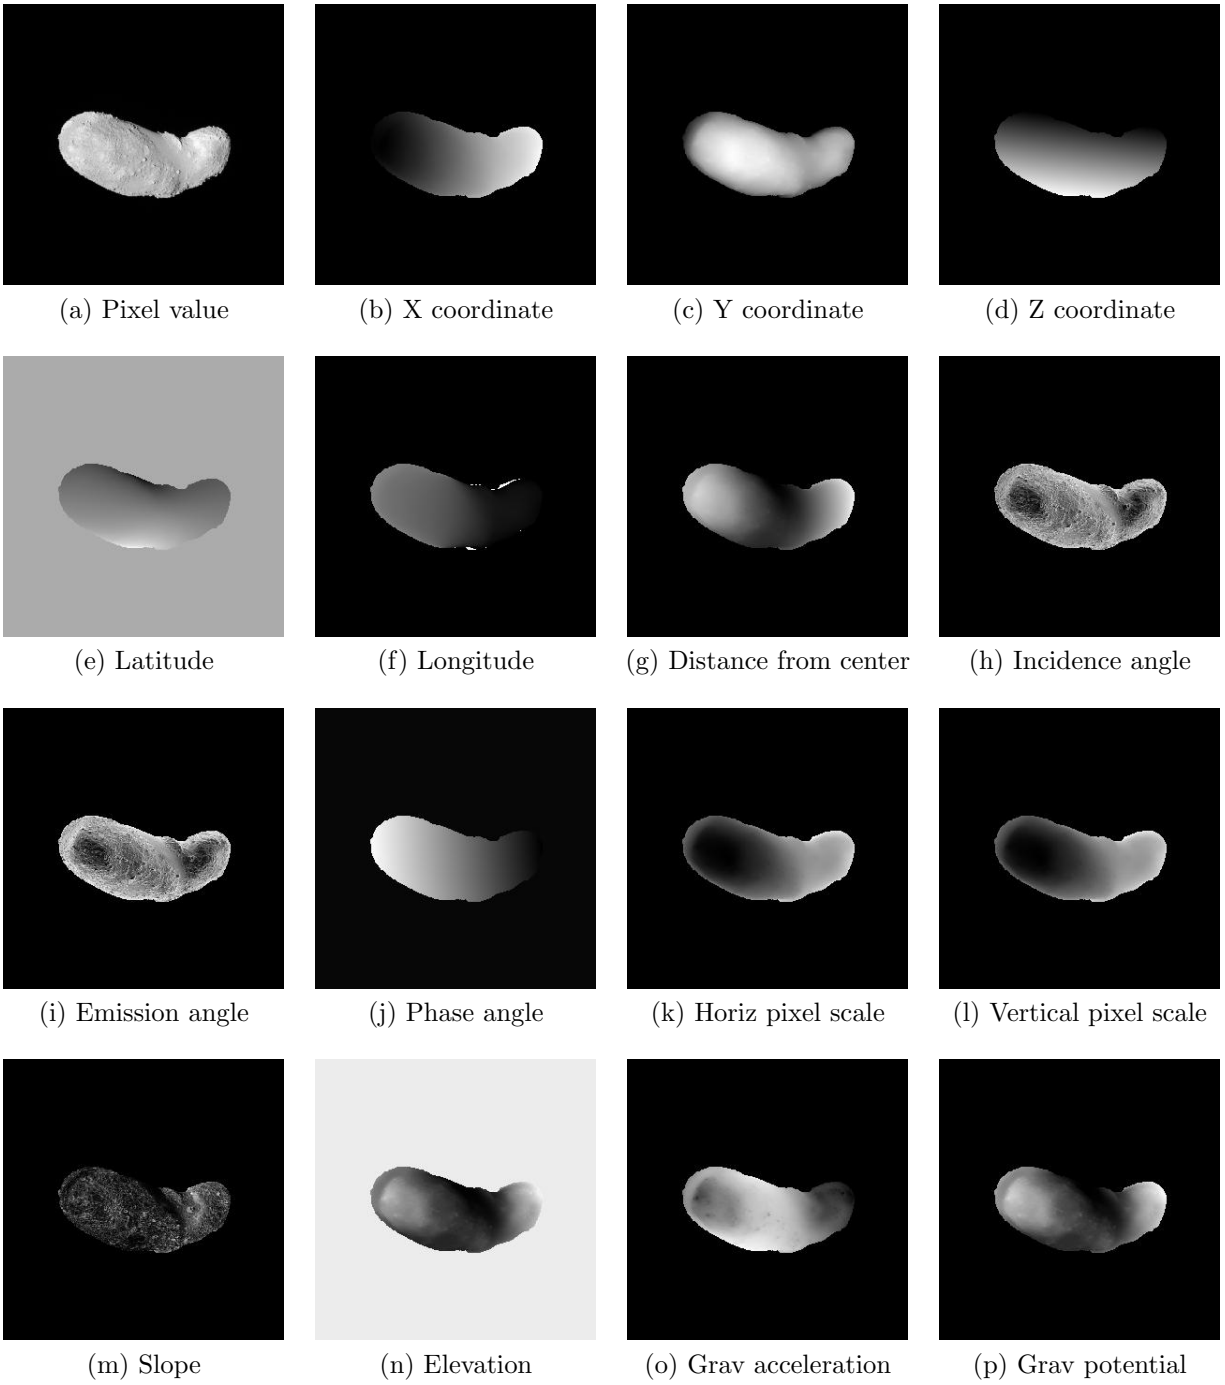 (a) Pixel value
(b) X coordinate
(c) Y coordinate
(d) Z coordinate
(e) Latitude
(f) Longitude
(g) Distance from center
(h) Incidence angle
(i) Emission angle
(j) Phase angle
(k) Horiz pixel scale
(l) Vertical pixel scale
(m) Slope
(n) Elevation
(o) Grav acceleration
(p) Grav potential